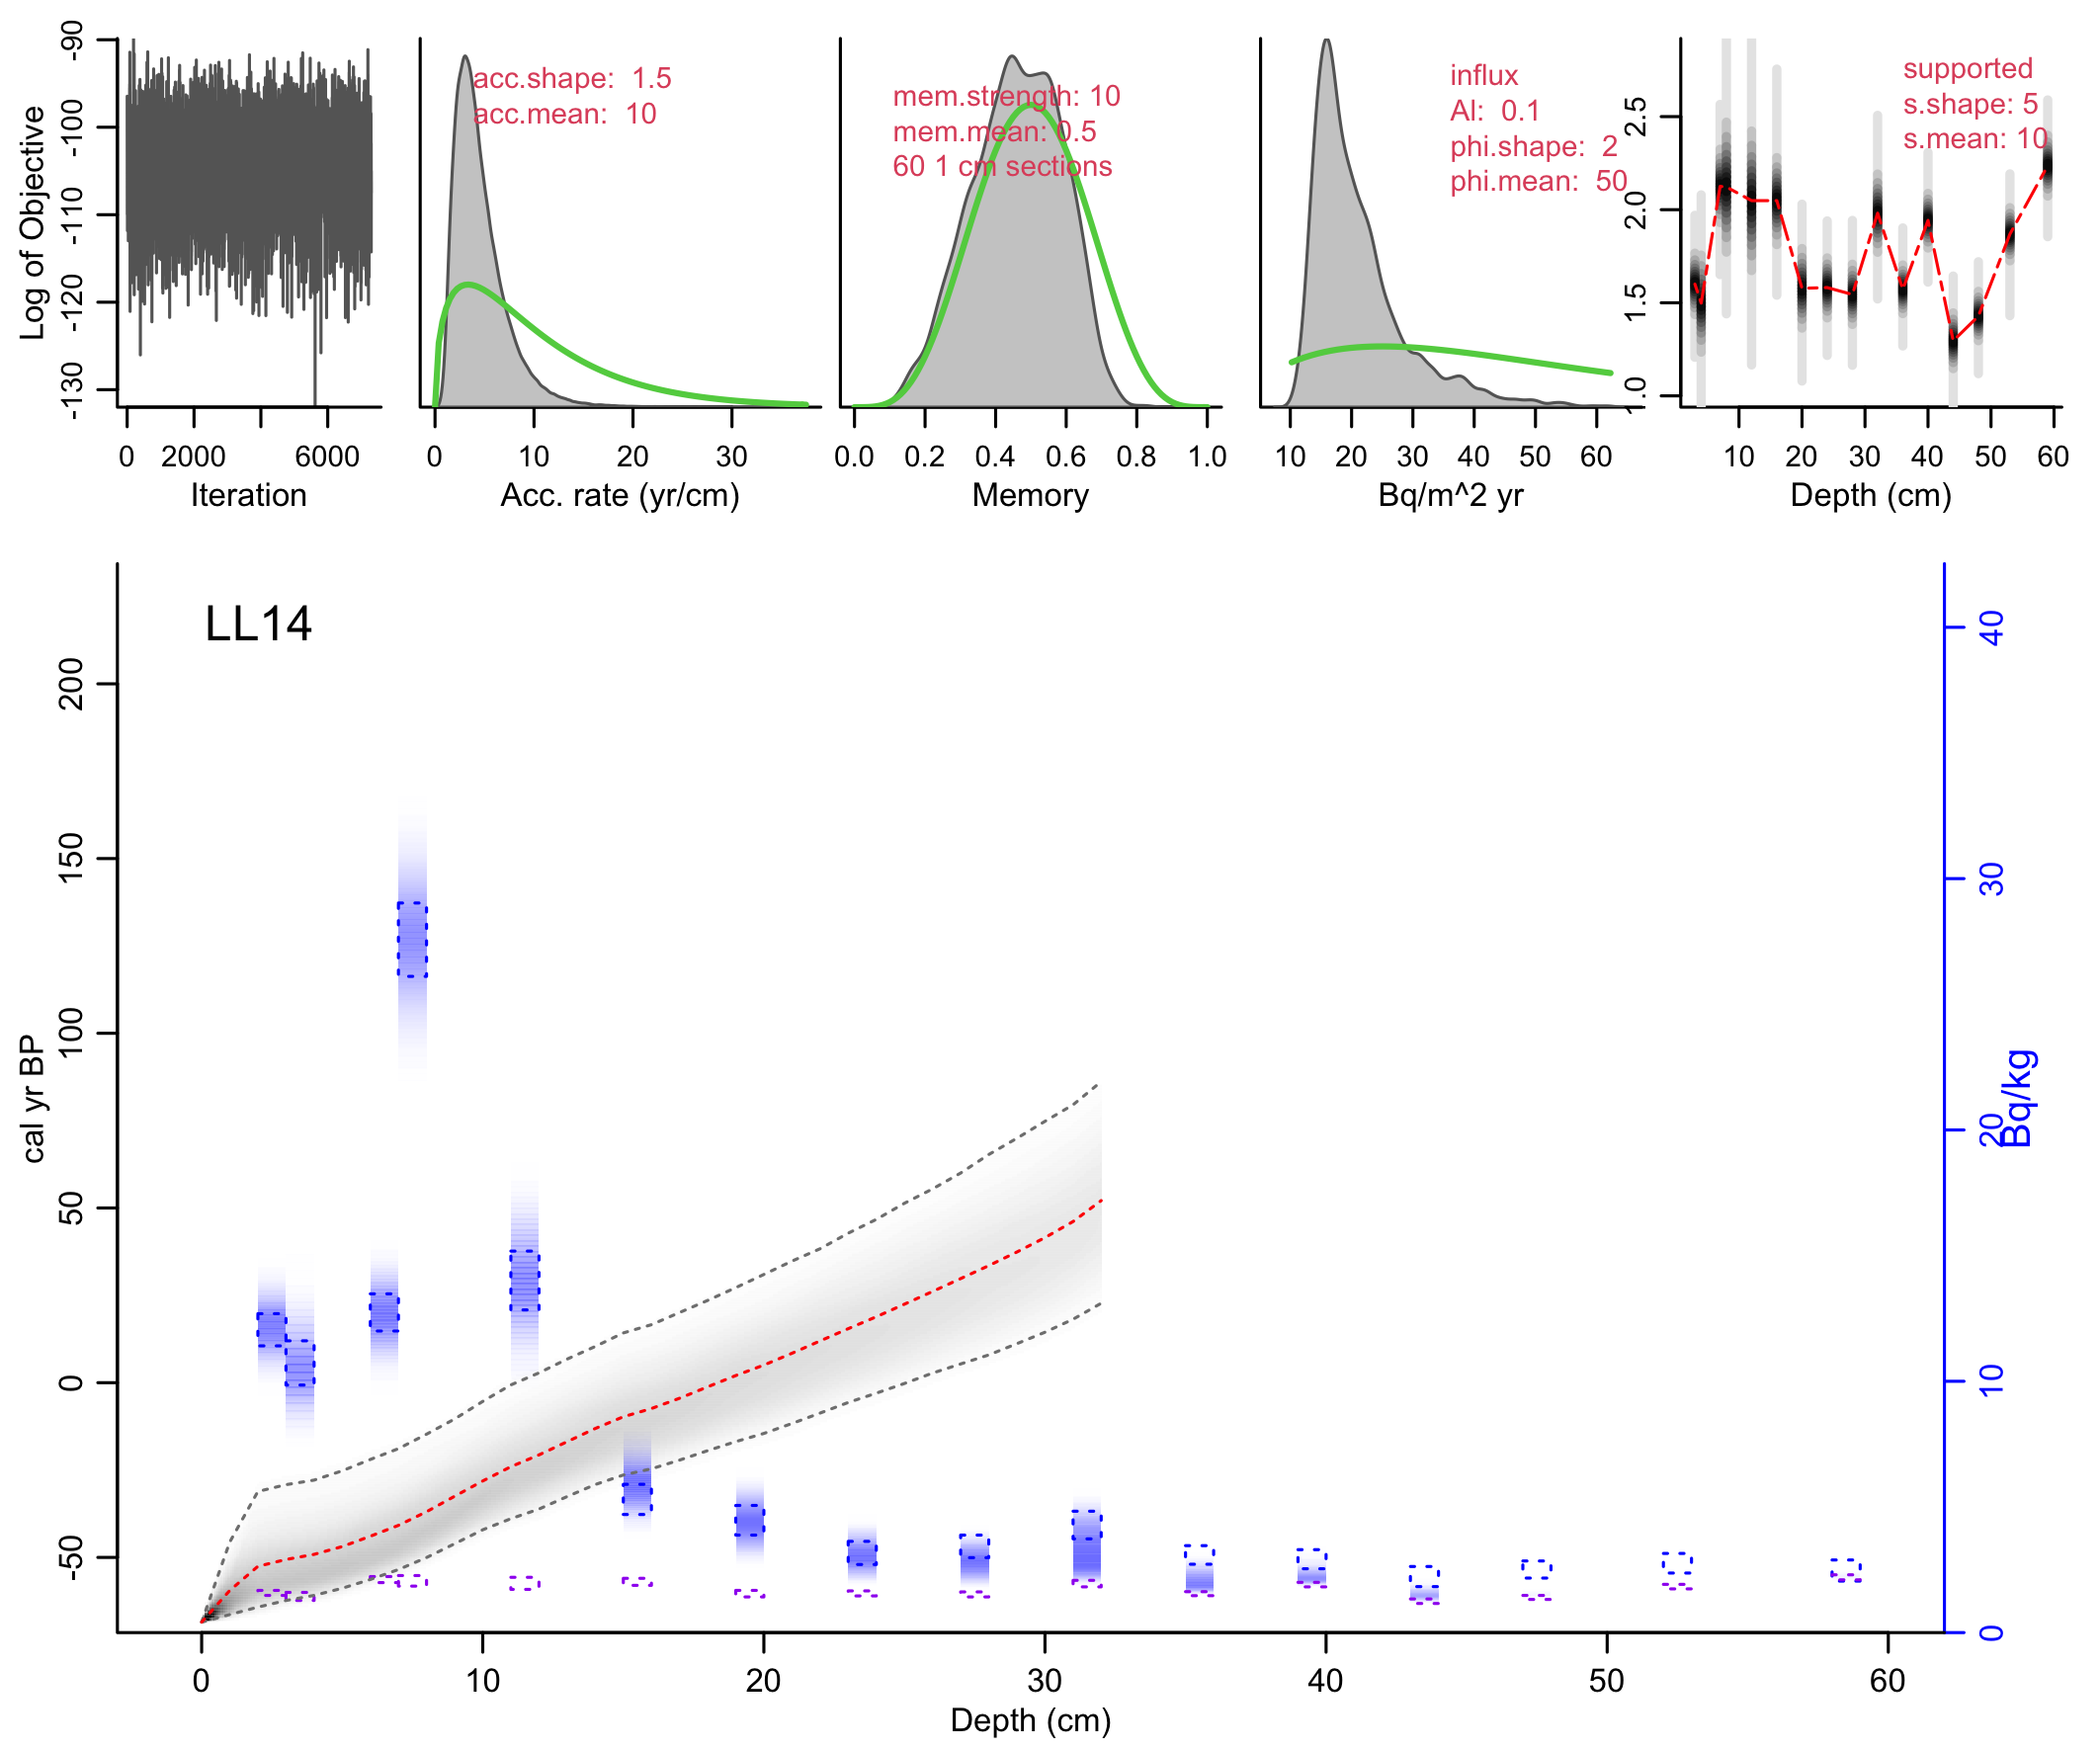 -90
-100
-110
-120
-130
Log of Objective
0 2000 6000
Iteration
acc.shape: 1.5
acc.mean: 10
0 10 20 30
Acc. rate (yr/cm)
mem.strength: 10
mem.mean: 0.5
60 1 cm sections
0.0 0.2 0.4 0.6 0.8 1.0
Memory
influx
Al: 0.1
phi.shape: 2
phi.mean: 50
10 20 30 40 50 60
Bq/m^2 yr
supported
s.shape: 5
s.mean: 10
2.5
2.0
1.5
1.0
10 20 30 40 50 60
Depth (cm)
LL14
200
150
100
50
0
-50
cal yr BP
40
30
20
10
0
Bq/kg
0 10 20 30 40 50 60
Depth (cm)